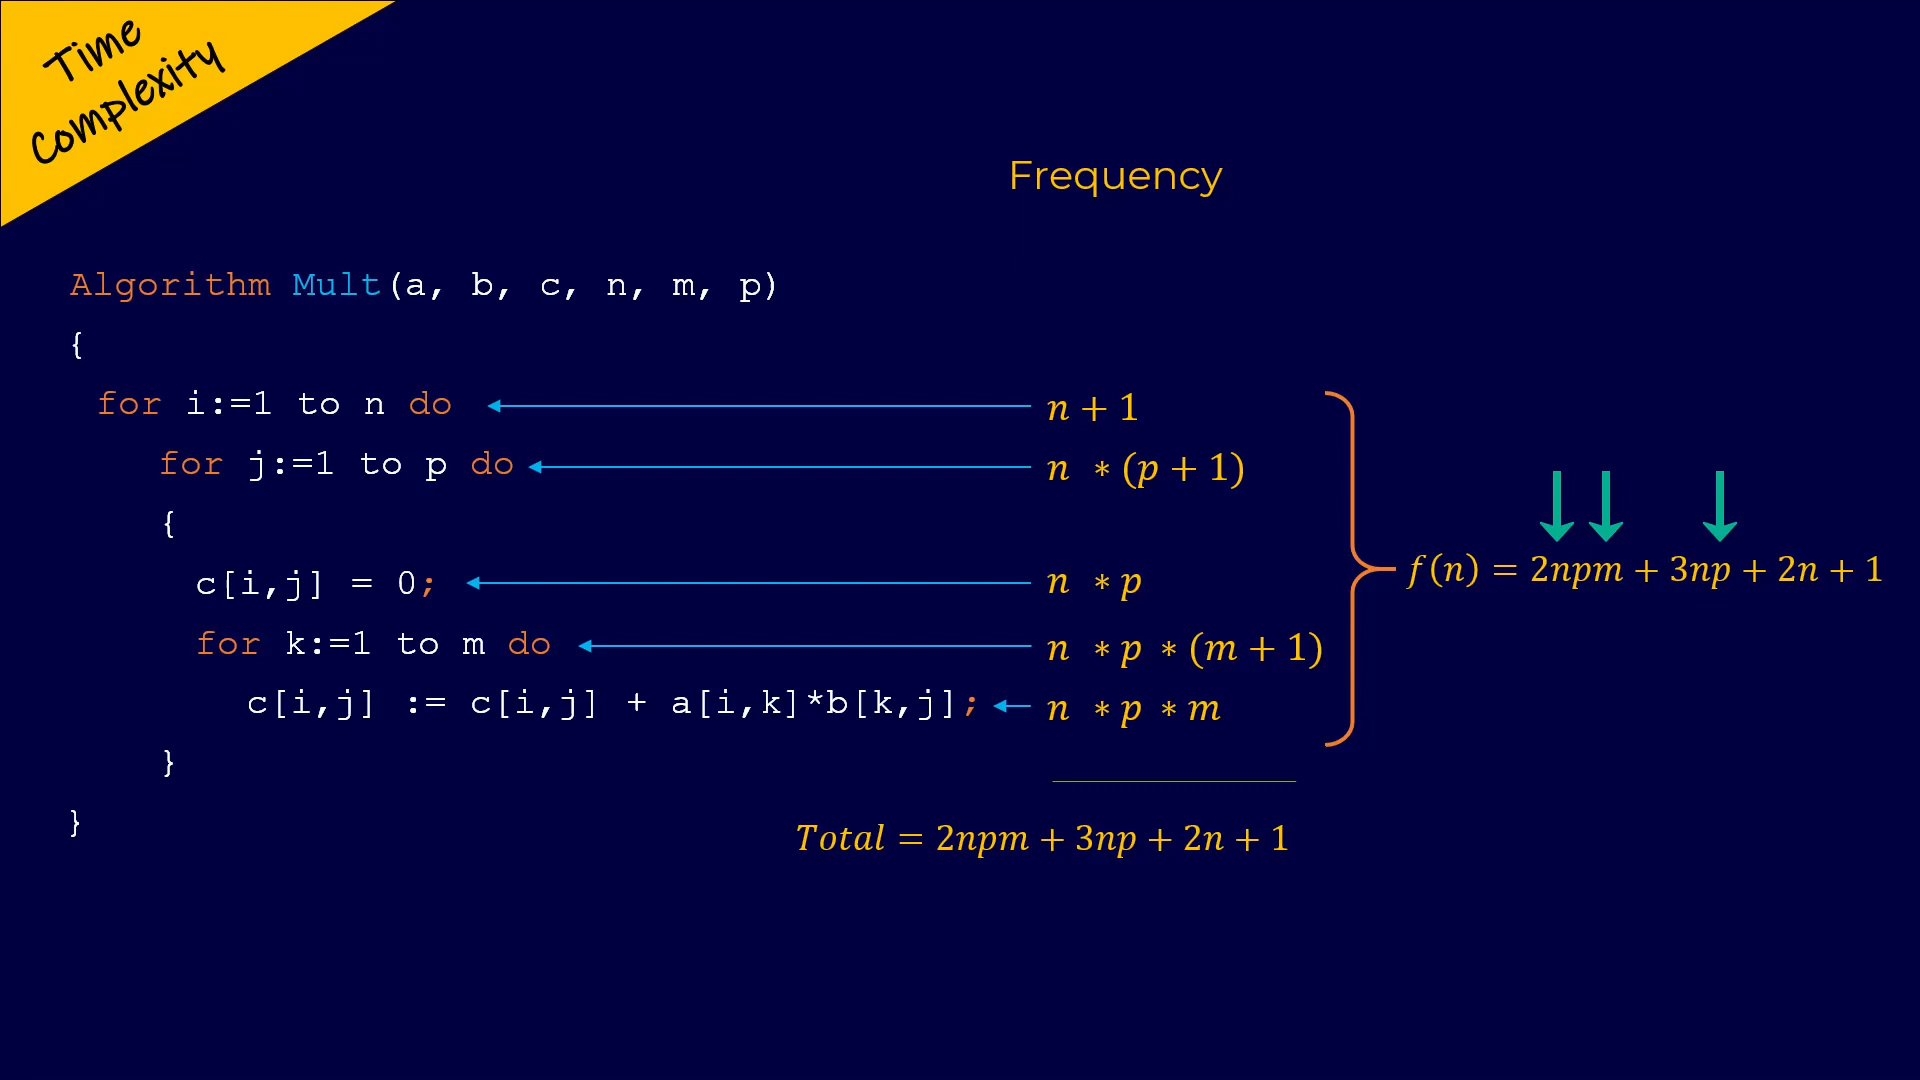 Time
Complexity
Frequency
Algorithm Mult(a, b, c, n, m, p)
{
for i:=1 to n do
n + 1
for j:=1 to p do
n ∗ (p + 1)
{
c[i,j] = 0;
n ∗ p
for k:=1 to m do
n ∗ p ∗ (m + 1)
c[i,j] := c[i,j] + a[i,k]*b[k,j];
n ∗ p ∗ m
}
}
f(n) = 2npm + 3np + 2n + 1
Total = 2npm + 3np + 2n + 1